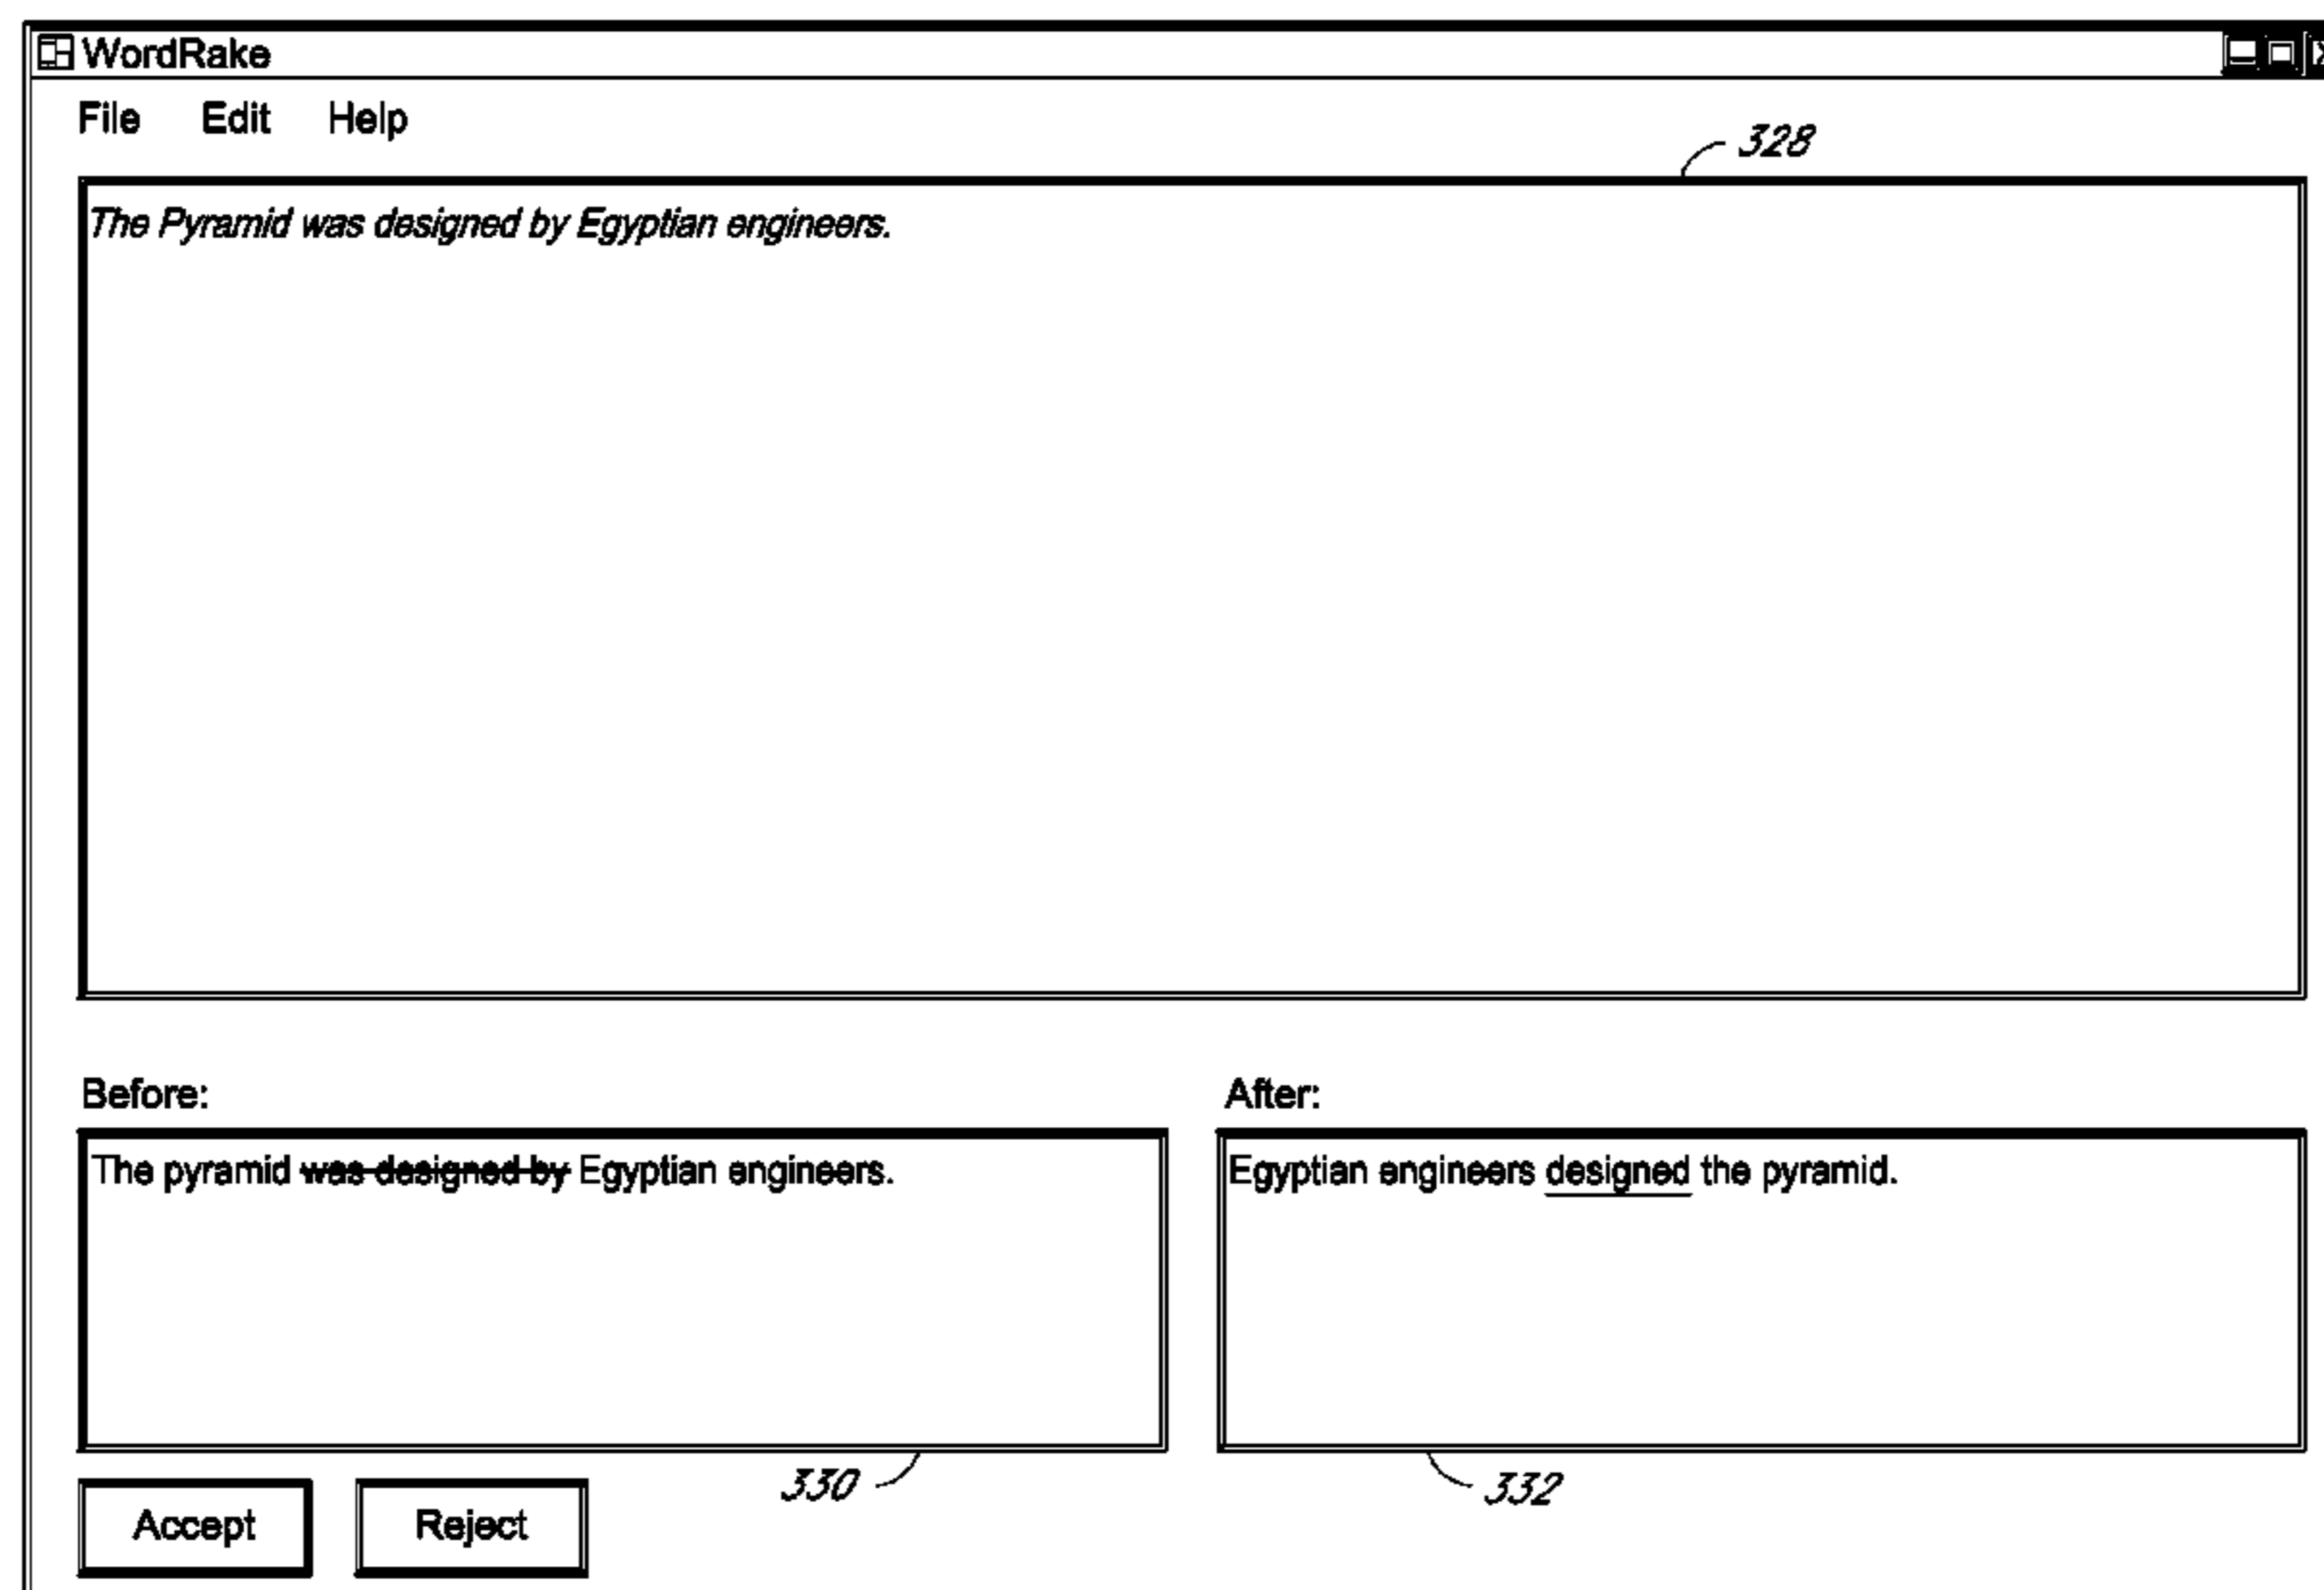 WordRake
File Edit Help
328
The Pyramid was designed by Egyptian engineers.
Before:
After:
The pyramid was designed by Egyptian engineers.
Egyptian engineers designed the pyramid.
330
332
Accept
Reject